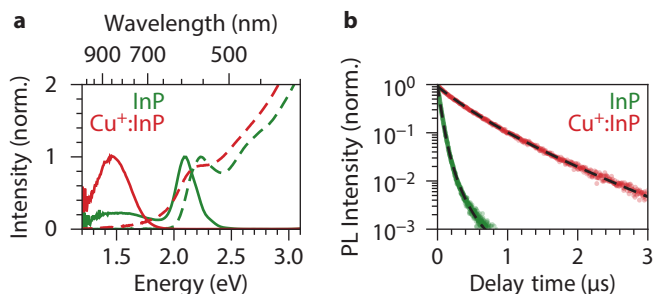 a
Wavelength (nm)
900 700 500
2
InP
Cu⁺:InP
1
0
Intensity (norm.)
1.5 2.0 2.5 3.0
Energy (eV)
b
10⁰
InP
Cu⁺:InP
10⁻¹
10⁻²
10⁻³
PL Intensity (norm.)
0 1 2 3
Delay time (µs)